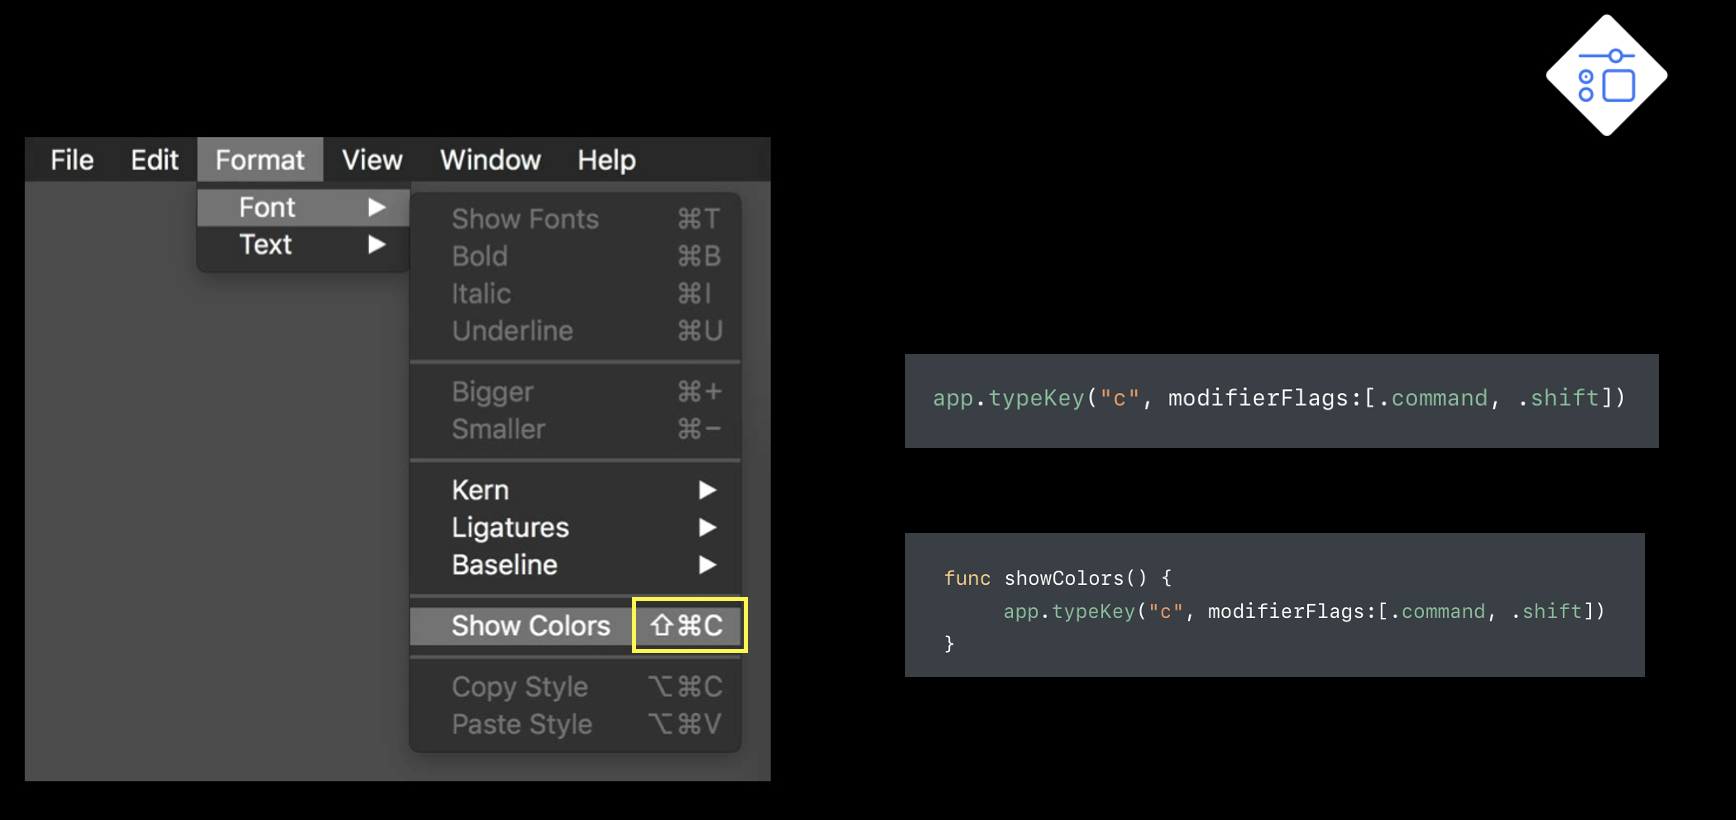 File Edit Format View Window Help
Font ▶
Text ▶
Show Fonts ⌘T
Bold ⌘B
Italic ⌘I
Underline ⌘U
Bigger ⌘+
Smaller ⌘−
Kern ▶
Ligatures ▶
Baseline ▶
Show Colors ⇧⌘C
Copy Style ⌥⌘C
Paste Style ⌥⌘V
app.typeKey("c", modifierFlags:[.command, .shift])
func showColors() {
app.typeKey("c", modifierFlags:[.command, .shift])
}